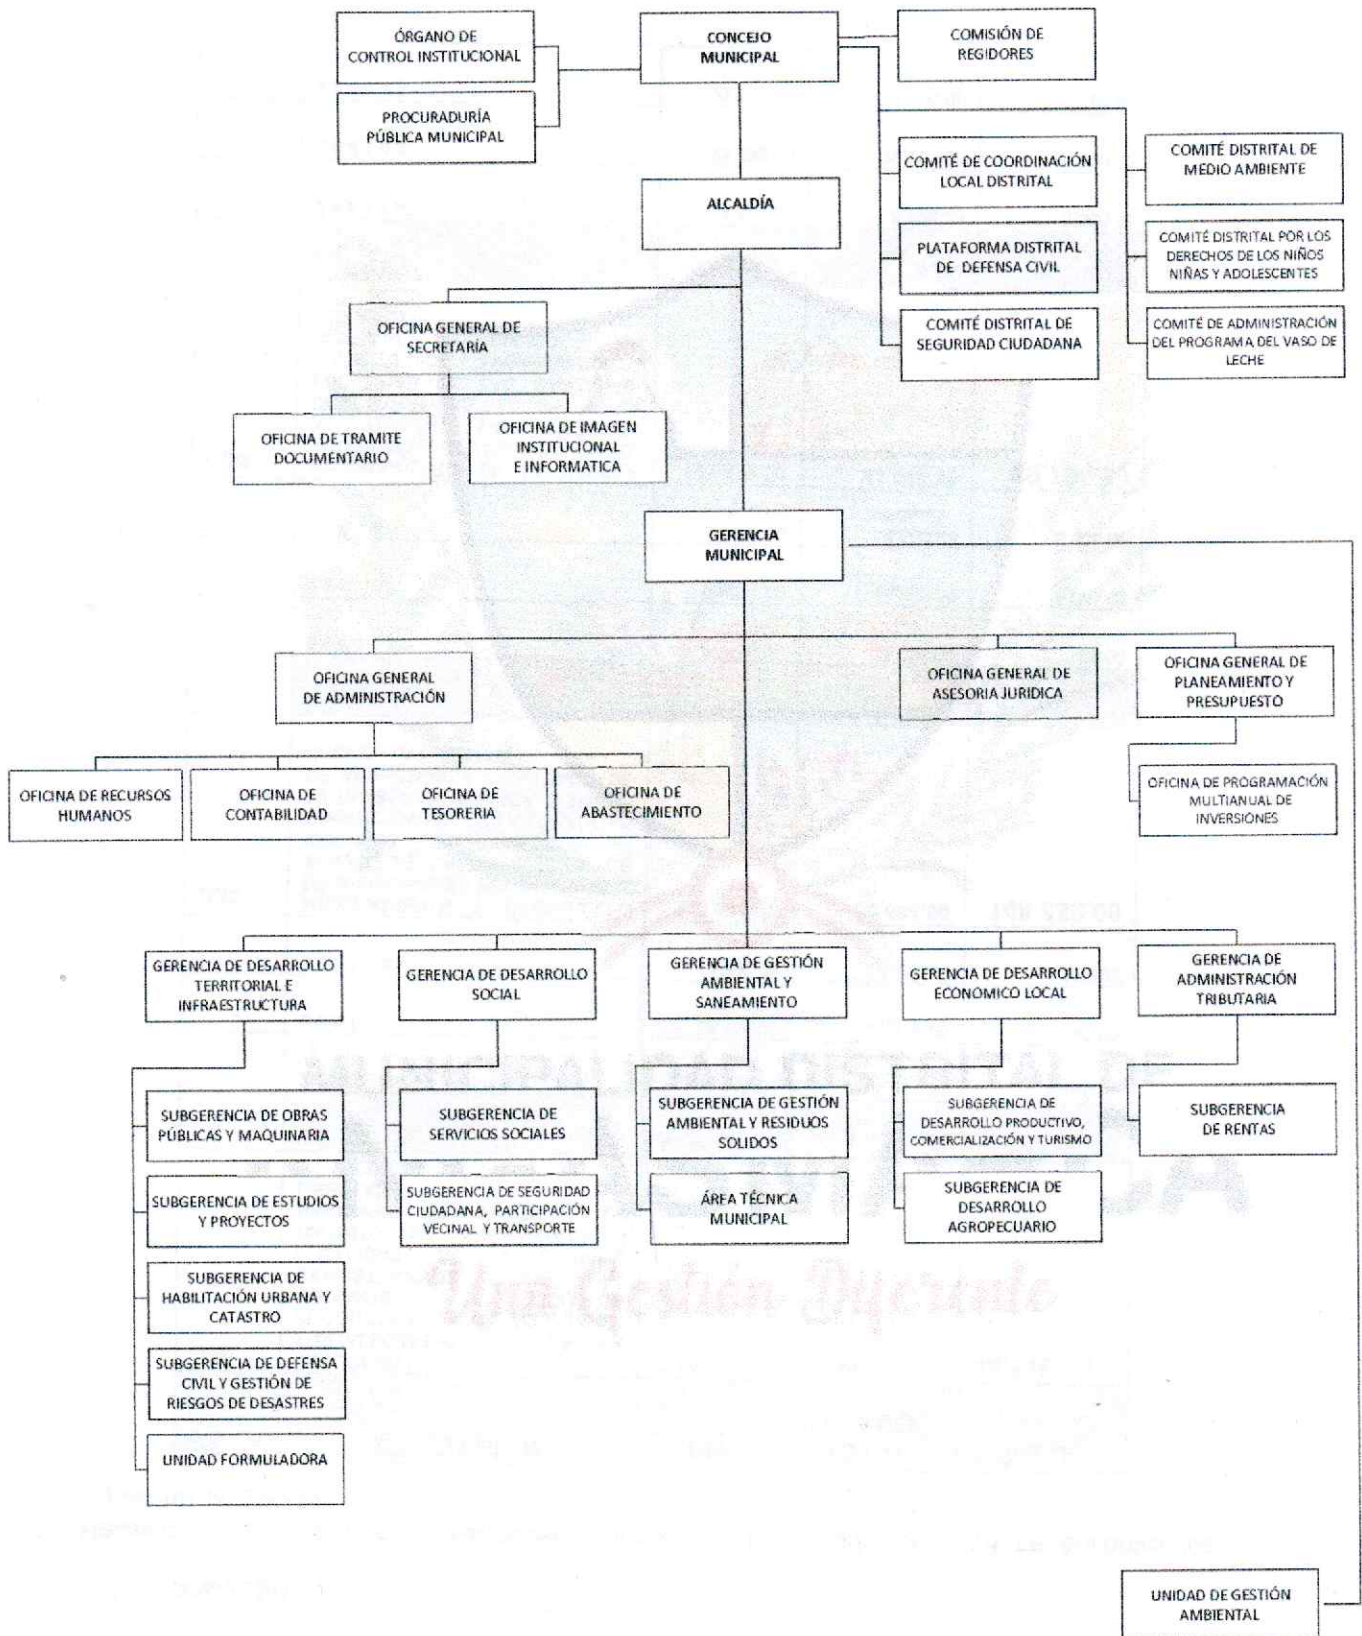 ÓRGANO DE
CONTROL INSTITUCIONAL
CONCEJO
MUNICIPAL
COMISIÓN DE
REGIDORES
PROCURADURÍA
PÚBLICA MUNICIPAL
COMITÉ DE COORDINACIÓN
LOCAL DISTRITAL
COMITÉ DISTRITAL DE
MEDIO AMBIENTE
ALCALDÍA
PLATAFORMA DISTRITAL
DE DEFENSA CIVIL
COMITÉ DISTRITAL POR LOS
DERECHOS DE LOS NIÑOS
NIÑAS Y ADOLESCENTES
OFICINA GENERAL DE
SECRETARÍA
COMITÉ DISTRITAL DE
SEGURIDAD CIUDADANA
COMITÉ DE ADMINISTRACIÓN
DEL PROGRAMA DEL VASO DE
LECHE
OFICINA DE TRAMITE
DOCUMENTARIO
OFICINA DE IMAGEN
INSTITUCIONAL
E INFORMATICA
GERENCIA
MUNICIPAL
OFICINA GENERAL
DE ADMINISTRACIÓN
OFICINA GENERAL DE
ASESORIA JURÍDICA
OFICINA GENERAL DE
PLANEAMIENTO Y
PRESUPUESTO
OFICINA DE RECURSOS
HUMANOS
OFICINA DE
CONTABILIDAD
OFICINA DE
TESORERIA
OFICINA DE
ABASTECIMIENTO
OFICINA DE PROGRAMACIÓN
MULTIANUAL DE
INVERSIONES
GERENCIA DE DESARROLLO
TERRITORIAL E
INFRAESTRUCTURA
GERENCIA DE DESARROLLO
SOCIAL
GERENCIA DE GESTIÓN
AMBIENTAL Y
SANEAMIENTO
GERENCIA DE DESARROLLO
ECONOMICO LOCAL
GERENCIA DE
ADMINISTRACIÓN
TRIBUTARIA
SUBGERENCIA DE OBRAS
PÚBLICAS Y MAQUINARIA
SUBGERENCIA DE
SERVICIOS SOCIALES
SUBGERENCIA DE GESTIÓN
AMBIENTAL Y RESIDUOS
SOLIDOS
SUBGERENCIA DE
DESARROLLO PRODUCTIVO,
COMERCIALIZACIÓN Y TURISMO
SUBGERENCIA
DE RENTAS
SUBGERENCIA DE ESTUDIOS
Y PROYECTOS
SUBGERENCIA DE SEGURIDAD
CIUDADANA, PARTICIPACIÓN
VECINAL Y TRANSPORTE
ÁREA TÉCNICA
MUNICIPAL
SUBGERENCIA DE
DESARROLLO
AGROPECUARIO
SUBGERENCIA DE
HABILITACIÓN URBANA Y
CATASTRO
SUBGERENCIA DE DEFENSA
CIVIL Y GESTIÓN DE
RIESGOS DE DESASTRES
UNIDAD FORMULADORA
UNIDAD DE GESTIÓN
AMBIENTAL
MUNICIPALIDAD DISTRITAL DE
Una Gestión Diferente